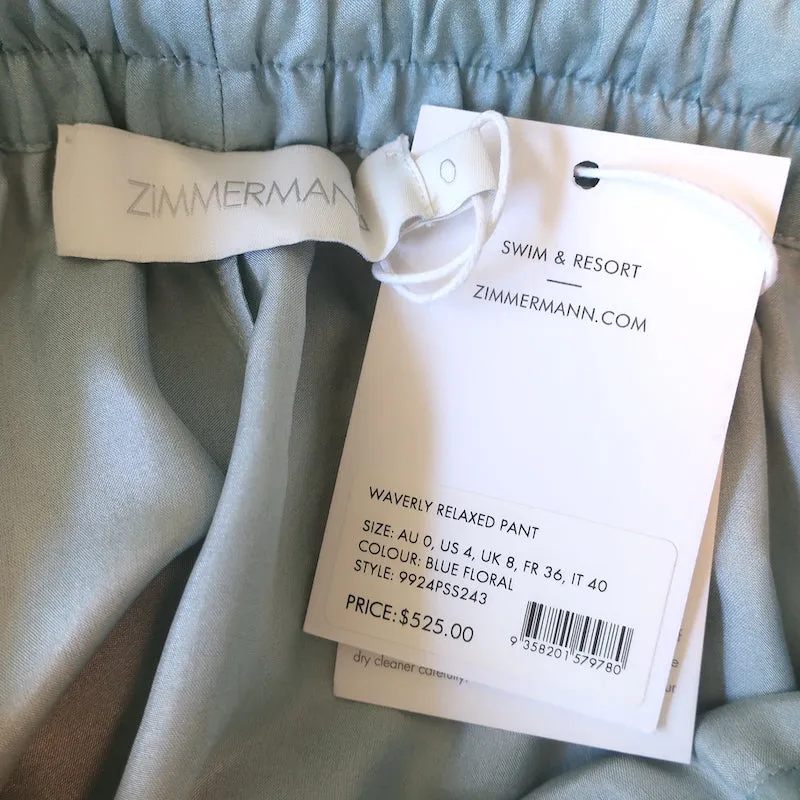 ZIMMERMANN
0
SWIM & RESORT
ZIMMERMANN.COM
WAVERLY RELAXED PANT
SIZE: AU 0, US 4, UK 8, FR 36, IT 40
COLOUR: BLUE FLORAL
STYLE: 9924PSS243
PRICE: $525.00
9 358201 579780
dry cleaner carefully.